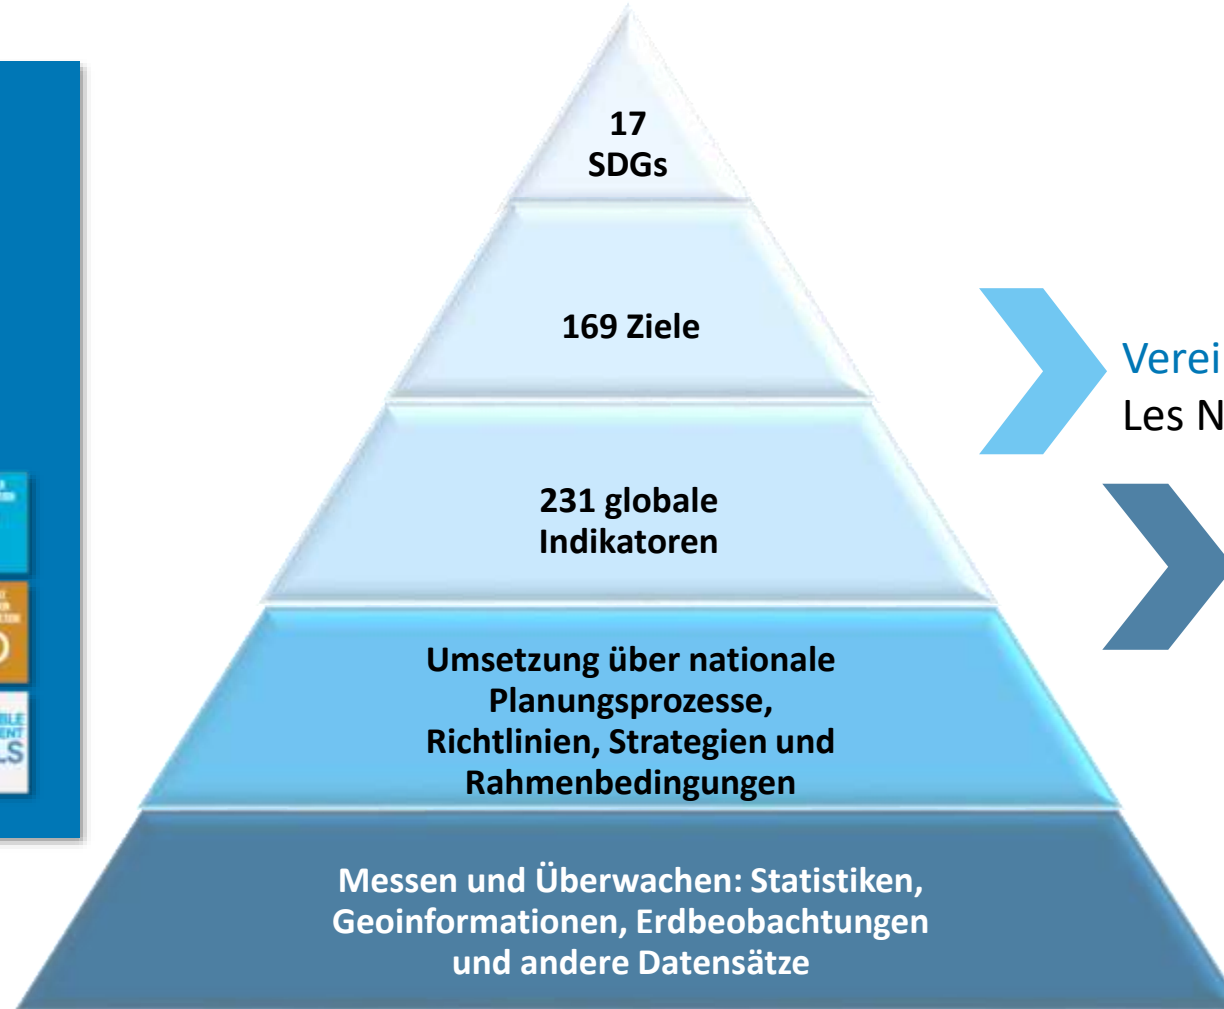 17
SDGs
169 Ziele
Verei
Les N
231 globale
Indikatoren
Umsetzung über nationale
Planungsprozesse,
Richtlinien, Strategien und
Rahmenbedingungen
Messen und Überwachen: Statistiken,
Geoinformationen, Erdbeobachtungen
und andere Datensätze